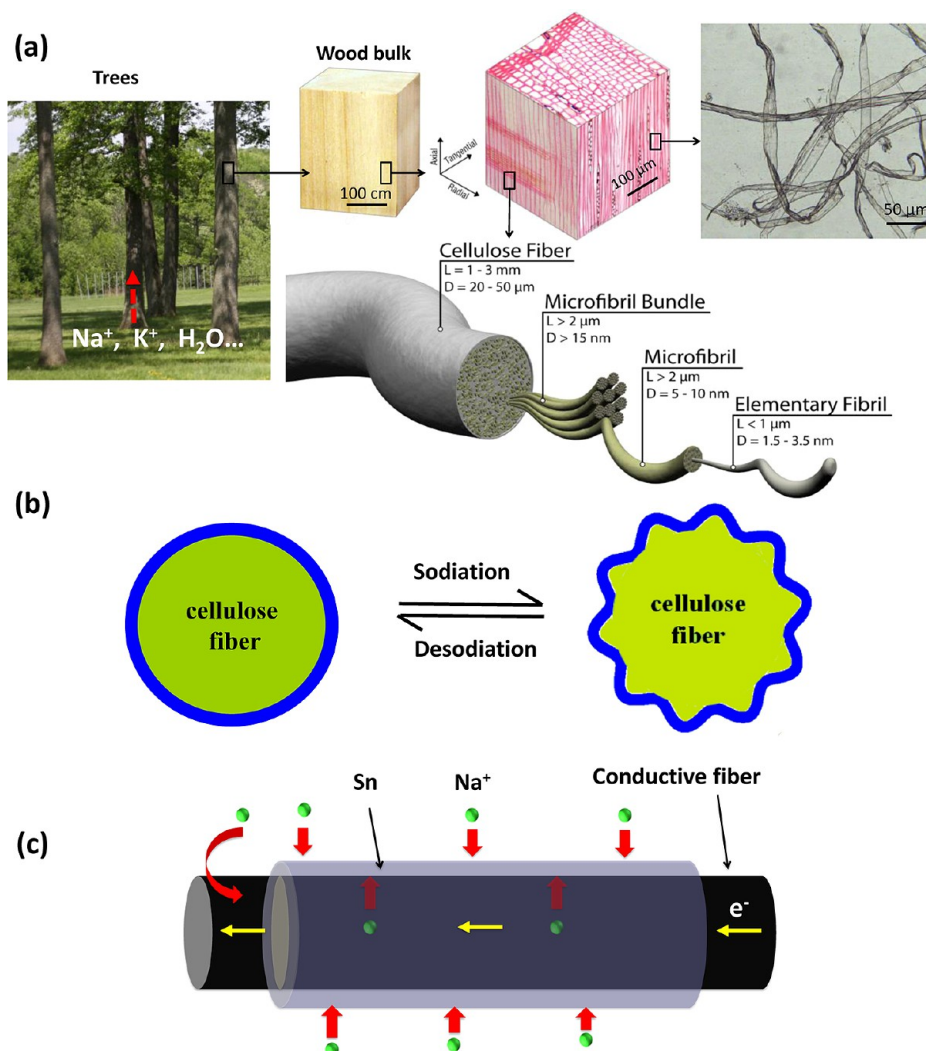 (a)
Trees
Wood bulk
100 cm
Axial
Tangential
Radial
100 µm
50 µm
Na⁺, K⁺, H₂O...
Cellulose Fiber
L = 1 - 3 mm
D = 20 - 50 µm
Microfibril Bundle
L > 2 µm
D > 15 nm
Microfibril
L > 2µm
D = 5 - 10 nm
Elementary Fibril
L < 1 µm
D = 1.5 - 3.5 nm
(b)
cellulose
fiber
Sodiation
Desodiation
cellulose
fiber
(c)
Sn
Na⁺
Conductive fiber
e⁻